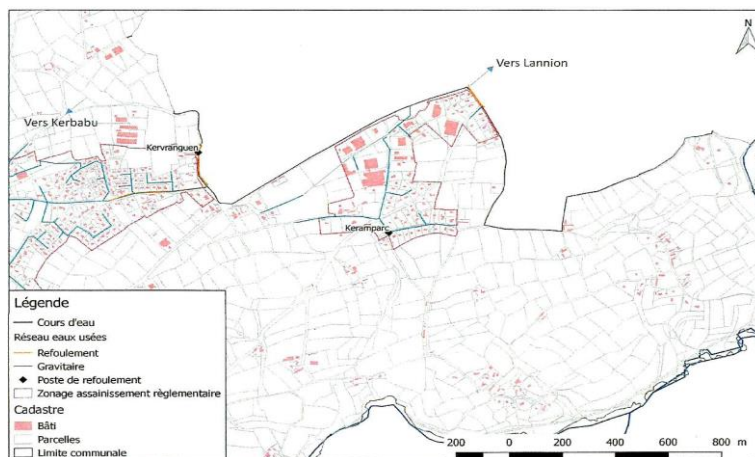 Vers Lannion
Vers Kerbabu
Kervranguen
Keramparc
Légende
Cours d'eau
Réseau eaux usées
Refoulement
Gravitaire
Poste de refoulement
Zonage assainissement règlementaire
Cadastre
Bâti
Parcelles
Limite communale
200 0 200 400 600 800 m